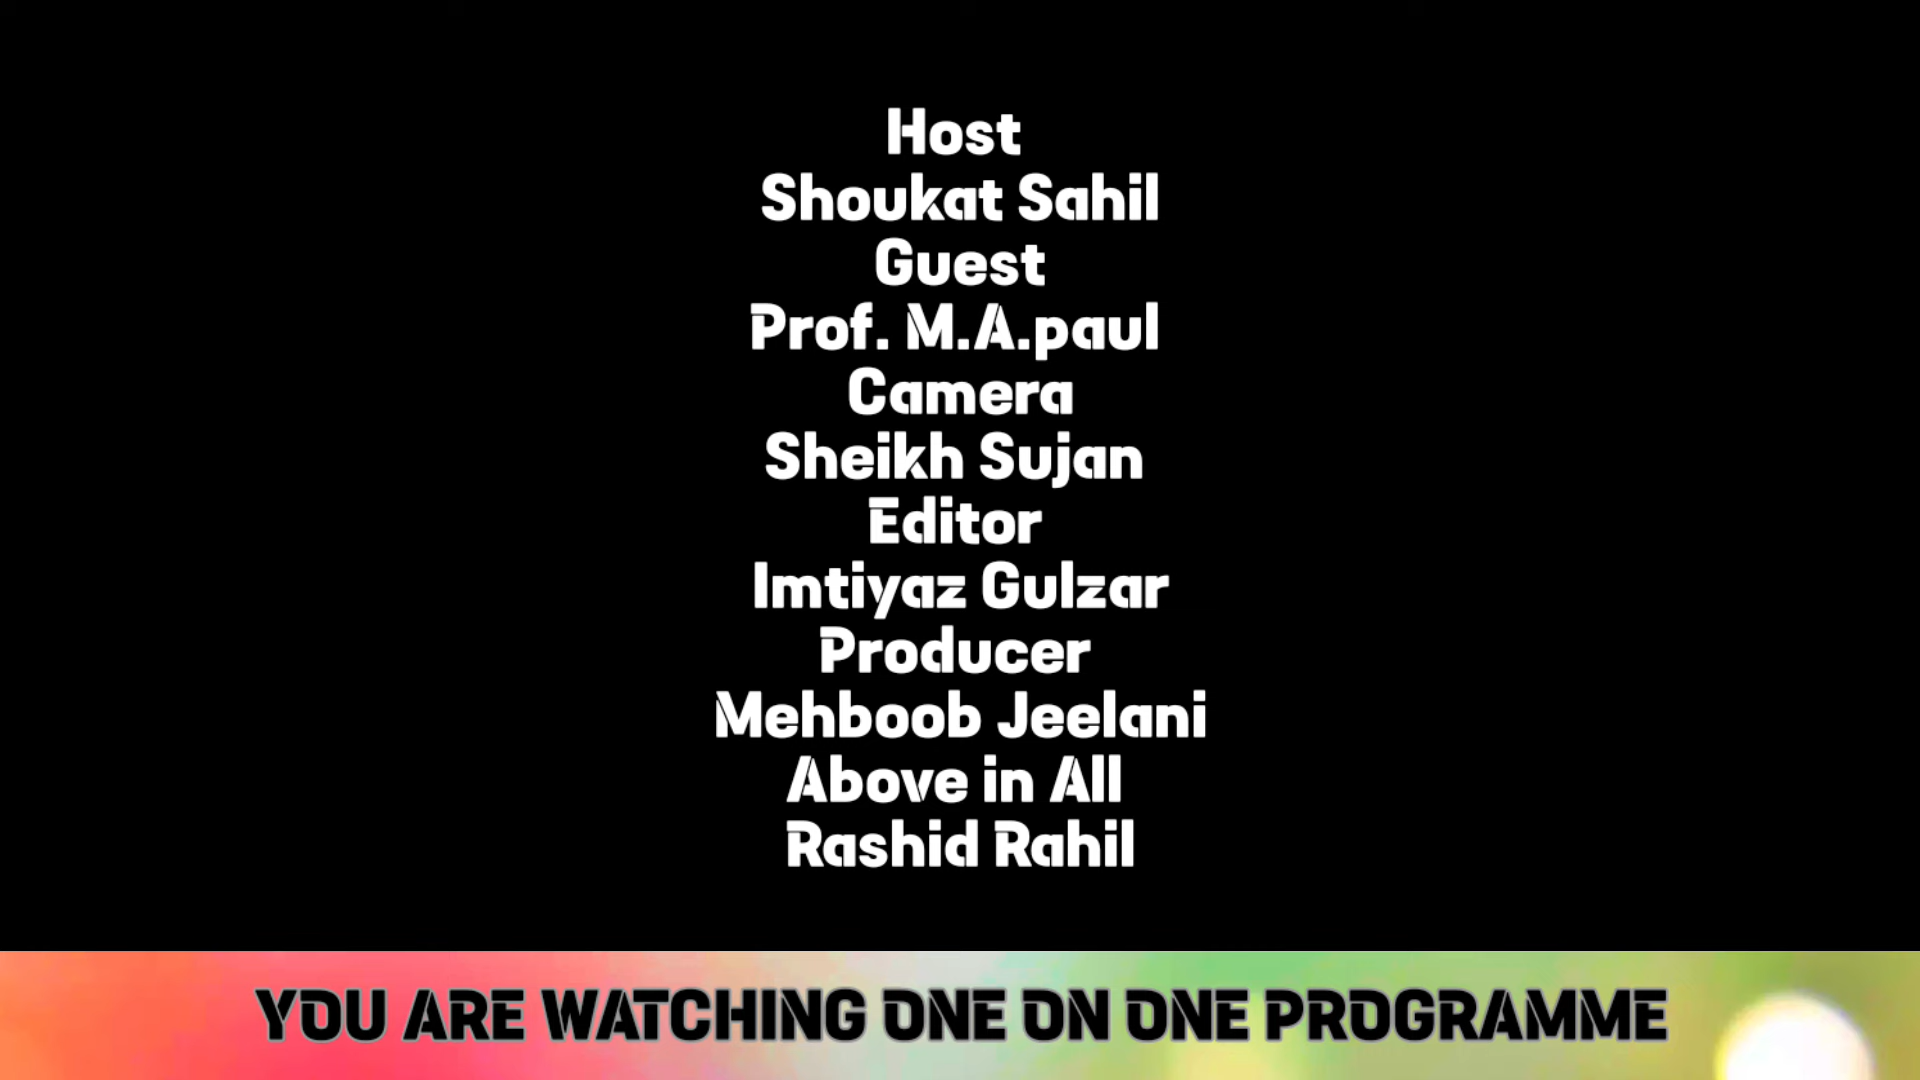 Host
Shoukat Sahil
Guest
Prof. M.A.paul
Camera
Sheikh Sujan
Editor
Imtiyaz Gulzar
Producer
Mehboob Jeelani
Above in All
Rashid Rahil
YOU ARE WATCHING ONE ON ONE PROGRAMME